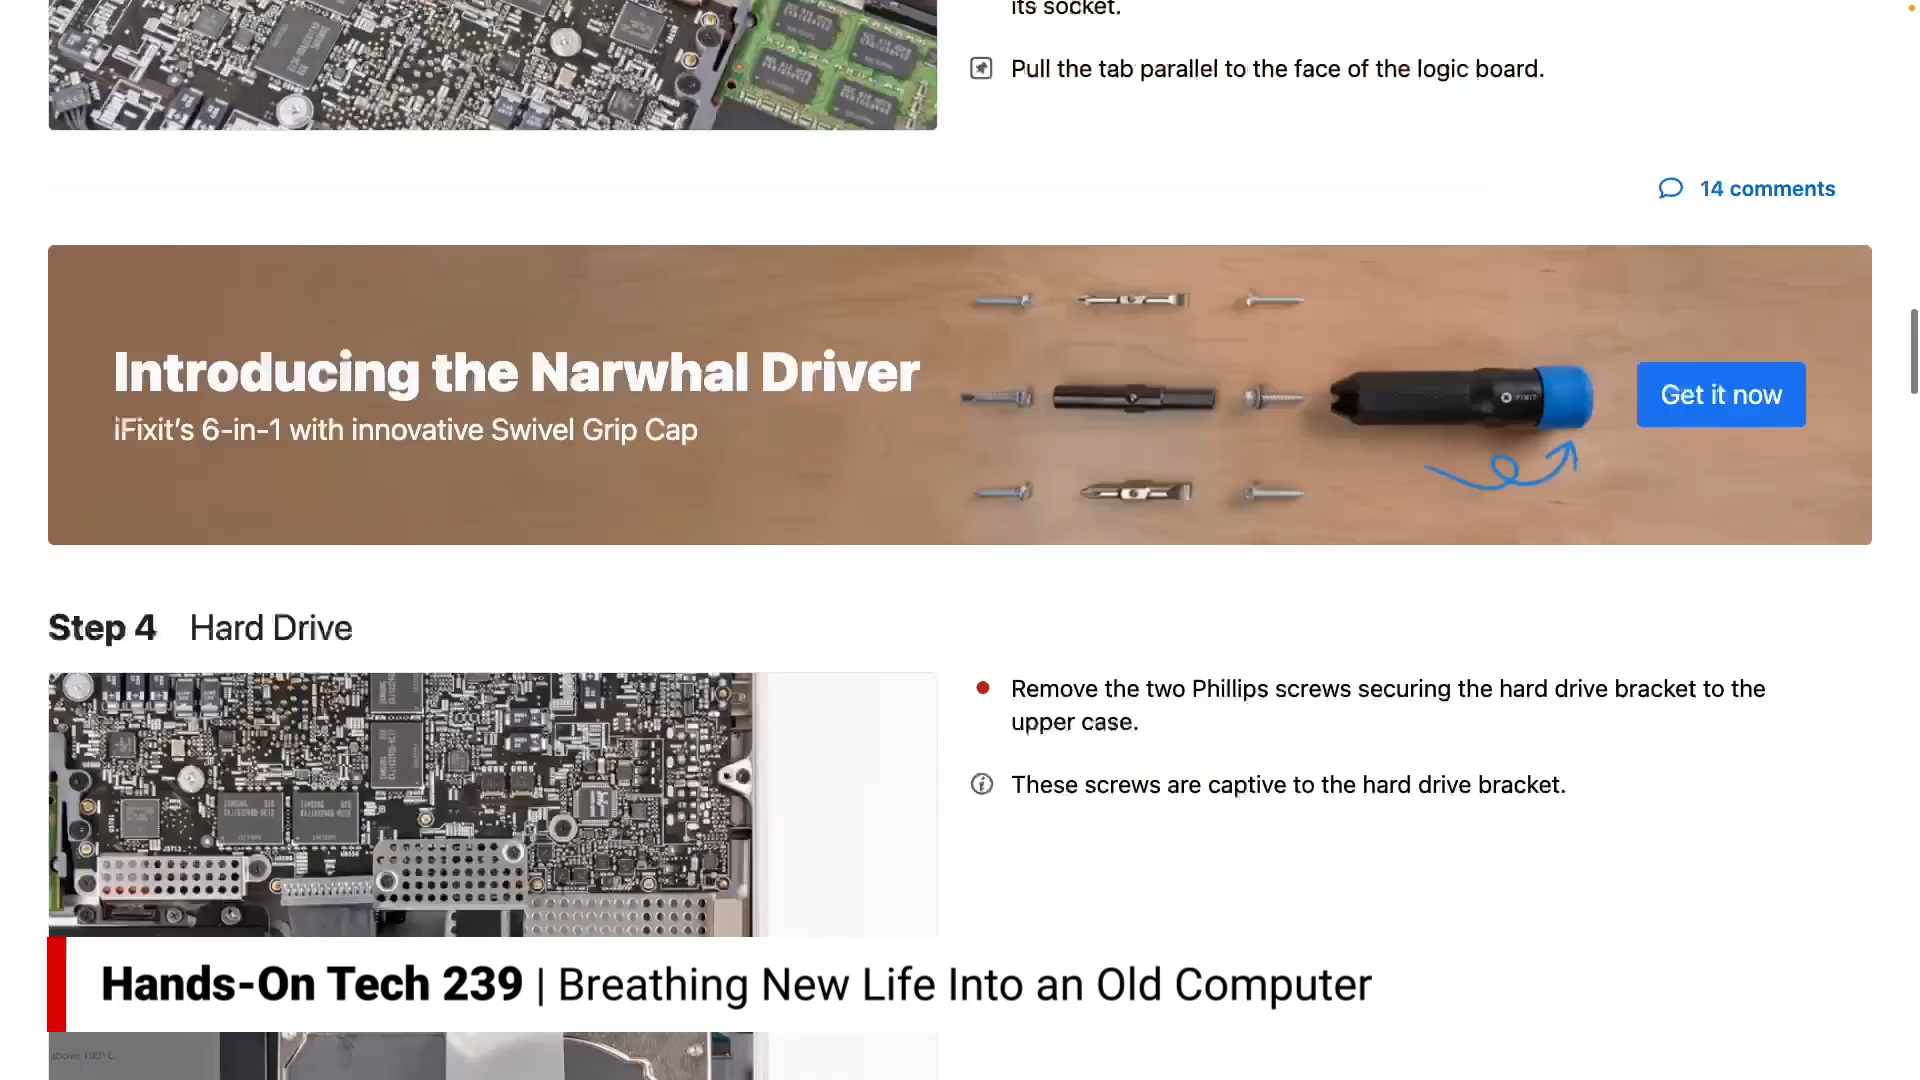 its socket.
Pull the tab parallel to the face of the logic board.
14 comments
Introducing the Narwhal Driver
iFixit's 6-in-1 with innovative Swivel Grip Cap
FIXIT
Get it now
Step 4 Hard Drive
Remove the two Phillips screws securing the hard drive bracket to the
upper case.
These screws are captive to the hard drive bracket.
Hands-On Tech 239 | Breathing New Life Into an Old Computer
above 100° C